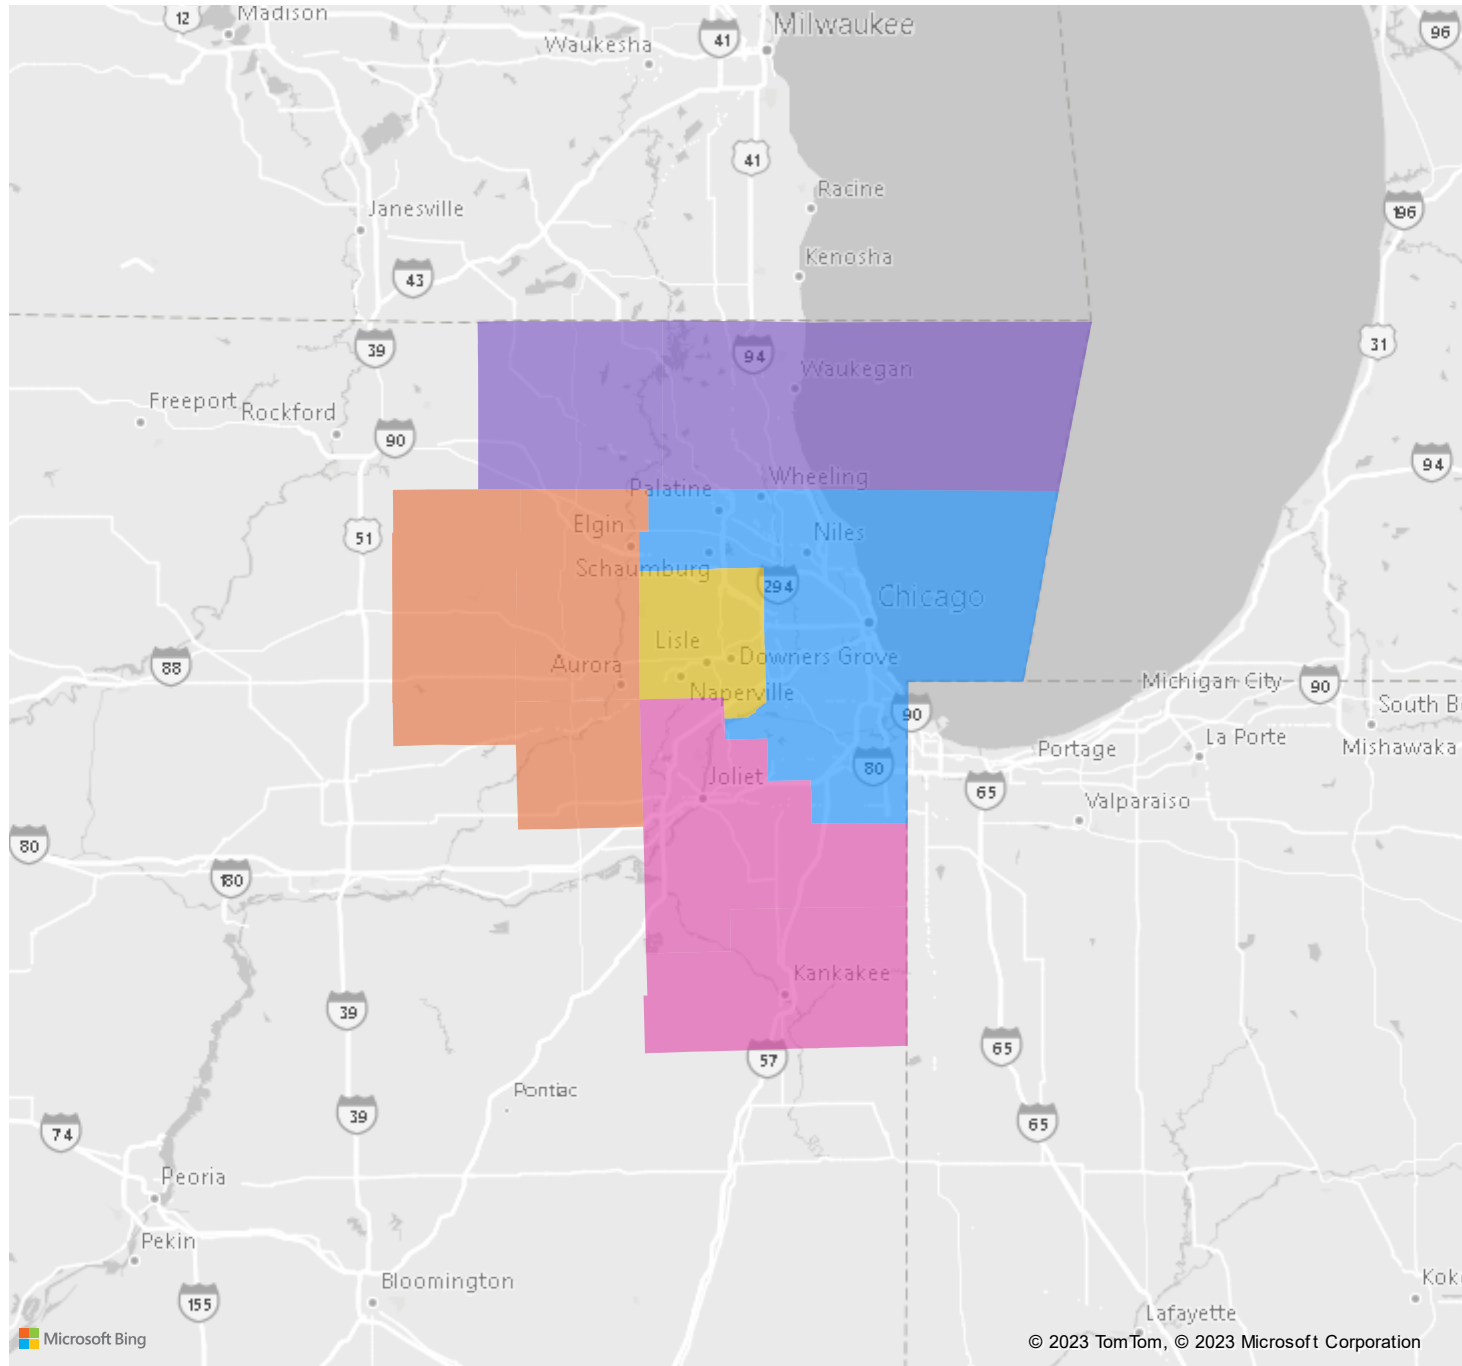 12
Madison
Waukesha
41
Milwaukee
96
41
Racine
Janesville
196
Kenosha
43
39
94
31
Waukegan
Freeport
Rockford
90
94
Wheeling
Palatine
Elgin
51
Niles
Schaumburg
294
Chicago
Lisle
88
Aurora
Downers Grove
Michigan City
90
Naperville
90
South B
La Porte
Portage
Mishawaka
80
Joliet
65
Valparaiso
80
180
Kankakee
39
65
57
Pontiac
39
65
74
Peoria
Pekin
Bloomington
Kok
155
Lafayette
Microsoft Bing
© 2023 TomTom, © 2023 Microsoft Corporation